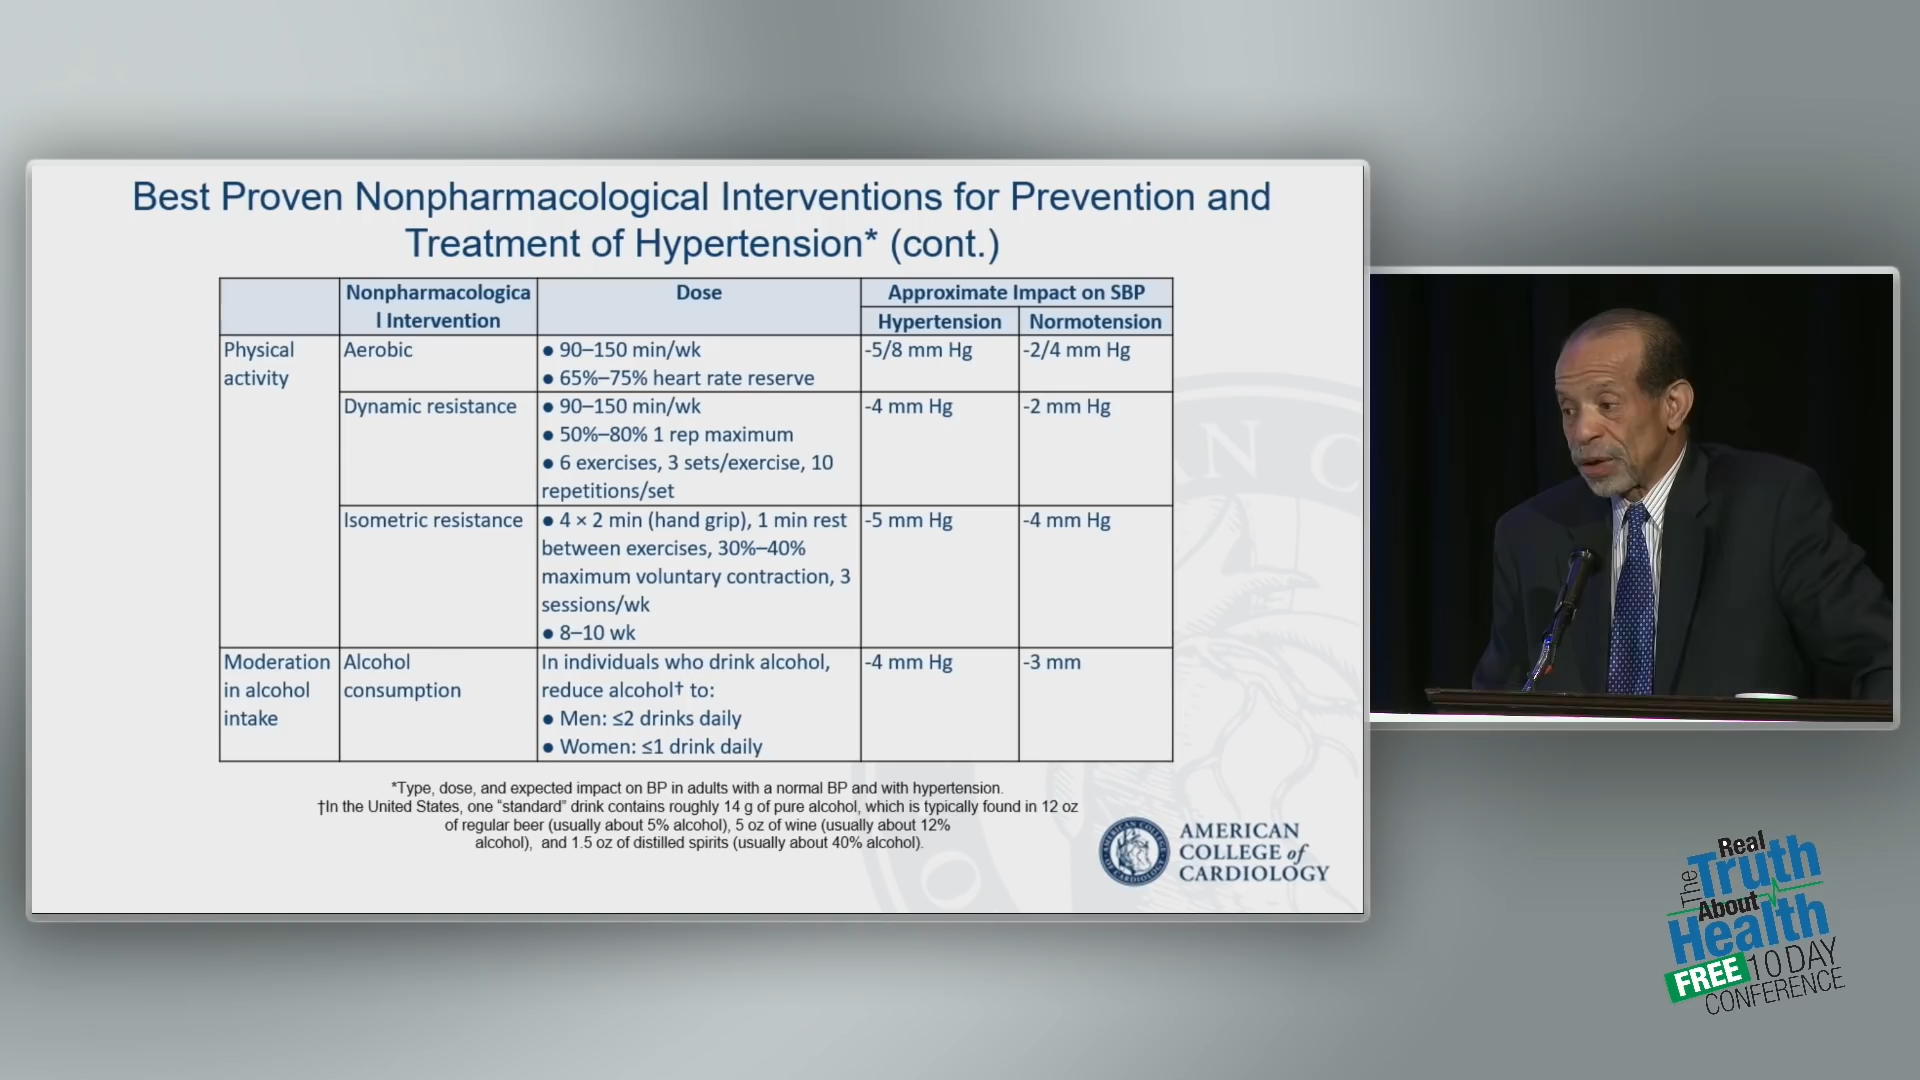 Best Proven Nonpharmacological Interventions for Prevention and
Treatment of Hypertension* (cont.)
Nonpharmacologica
l Intervention
Dose
Approximate Impact on SBP
Hypertension
Normotension
Physical
activity
Aerobic
● 90–150 min/wk
● 65%–75% heart rate reserve
-5/8 mm Hg
-2/4 mm Hg
Dynamic resistance
● 90–150 min/wk
● 50%–80% 1 rep maximum
● 6 exercises, 3 sets/exercise, 10
repetitions/set
-4 mm Hg
-2 mm Hg
Isometric resistance
● 4 × 2 min (hand grip), 1 min rest
between exercises, 30%–40%
maximum voluntary contraction, 3
sessions/wk
● 8–10 wk
-5 mm Hg
-4 mm Hg
Moderation
in alcohol
intake
Alcohol
consumption
In individuals who drink alcohol,
reduce alcohol† to:
● Men: ≤2 drinks daily
● Women: ≤1 drink daily
-4 mm Hg
-3 mm
*Type, dose, and expected impact on BP in adults with a normal BP and with hypertension.
†In the United States, one “standard” drink contains roughly 14 g of pure alcohol, which is typically found in 12 oz
of regular beer (usually about 5% alcohol), 5 oz of wine (usually about 12%
alcohol), and 1.5 oz of distilled spirits (usually about 40% alcohol).
AMERICAN
COLLEGE of
CARDIOLOGY
The Real
Truth
About
Health
FREE 10 DAY
CONFERENCE